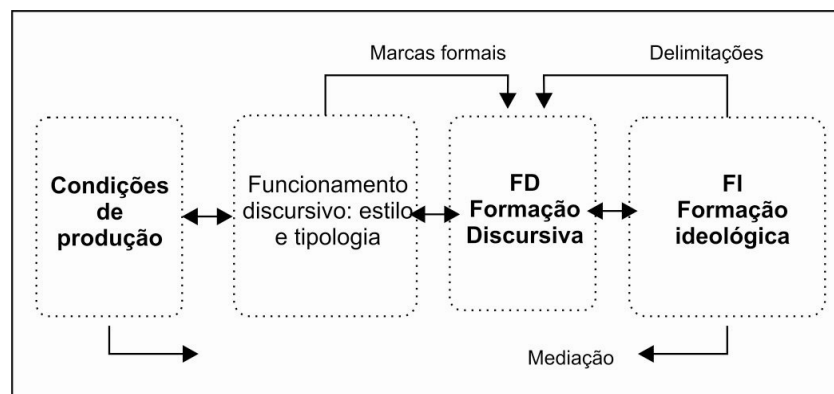 Marcas formais
Delimitações
Condições
de
produção
Funcionamento
discursivo: estilo
e tipologia
FD
Formação
Discursiva
FI
Formação
ideológica
Mediação